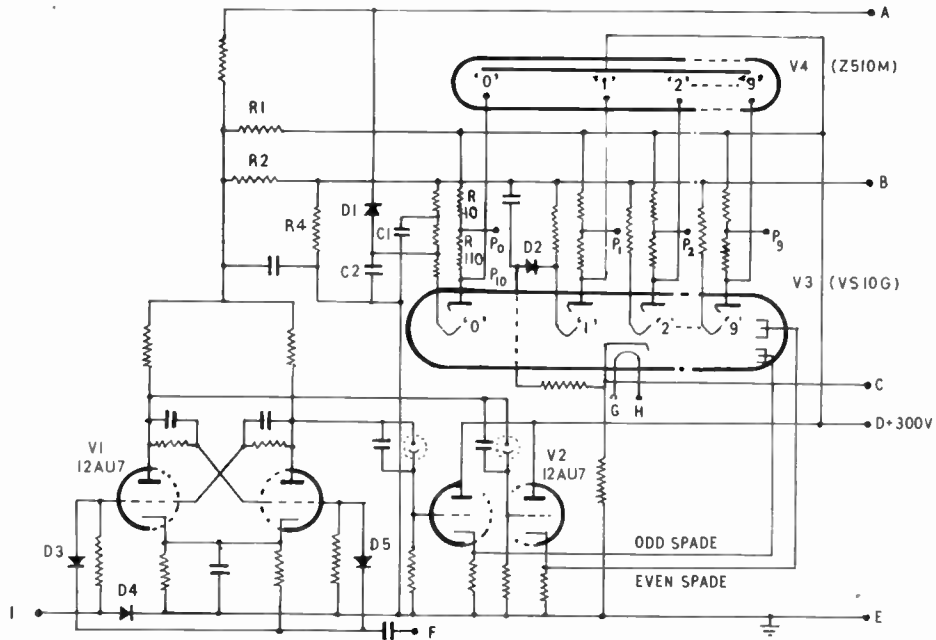 A
V4 (Z510M)
'0' '1' '2' '9'
R1
R2
B
R4
D1
C1
R
110
P0
D2
P1
P2
P9
C2
R
110
P10
V3 (VS10G)
'0' '1' '2' '9'
G H
C
D+300V
V1
12AU7
V2
12AU7
D3
D5
ODD SPADE
D4
EVEN SPADE
I
F
E